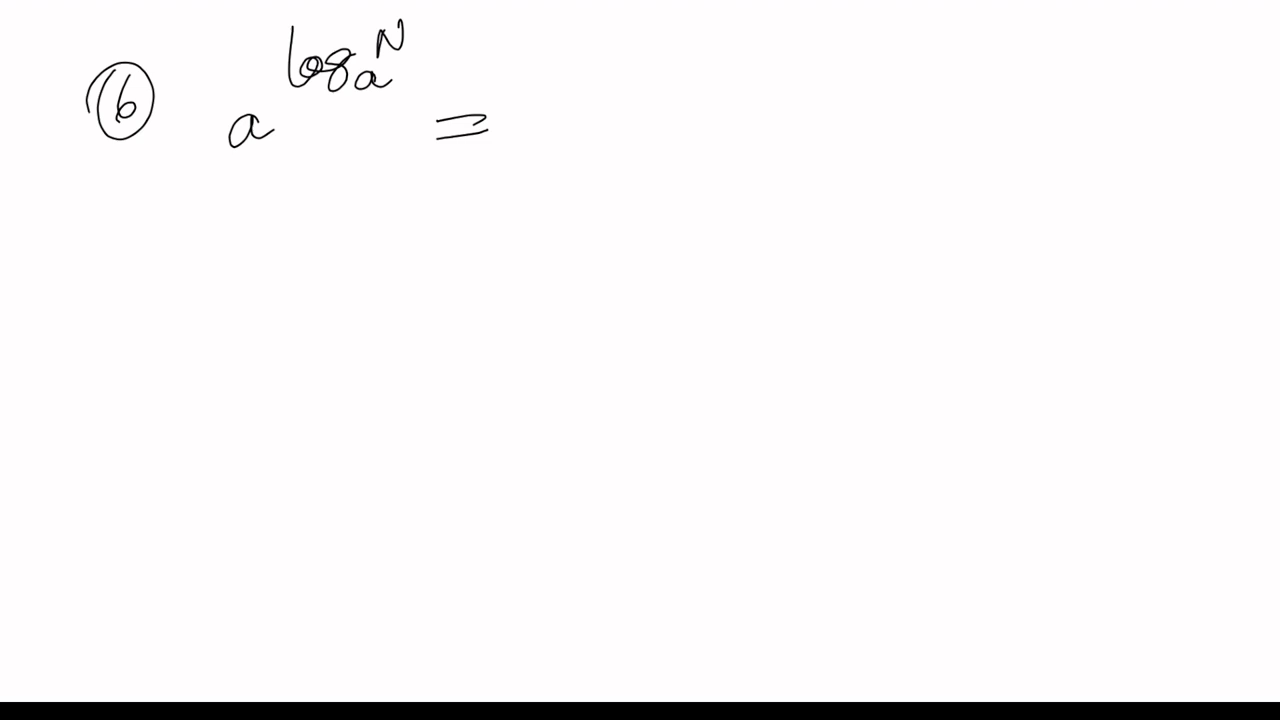 ⑯ a^{log_a N} =